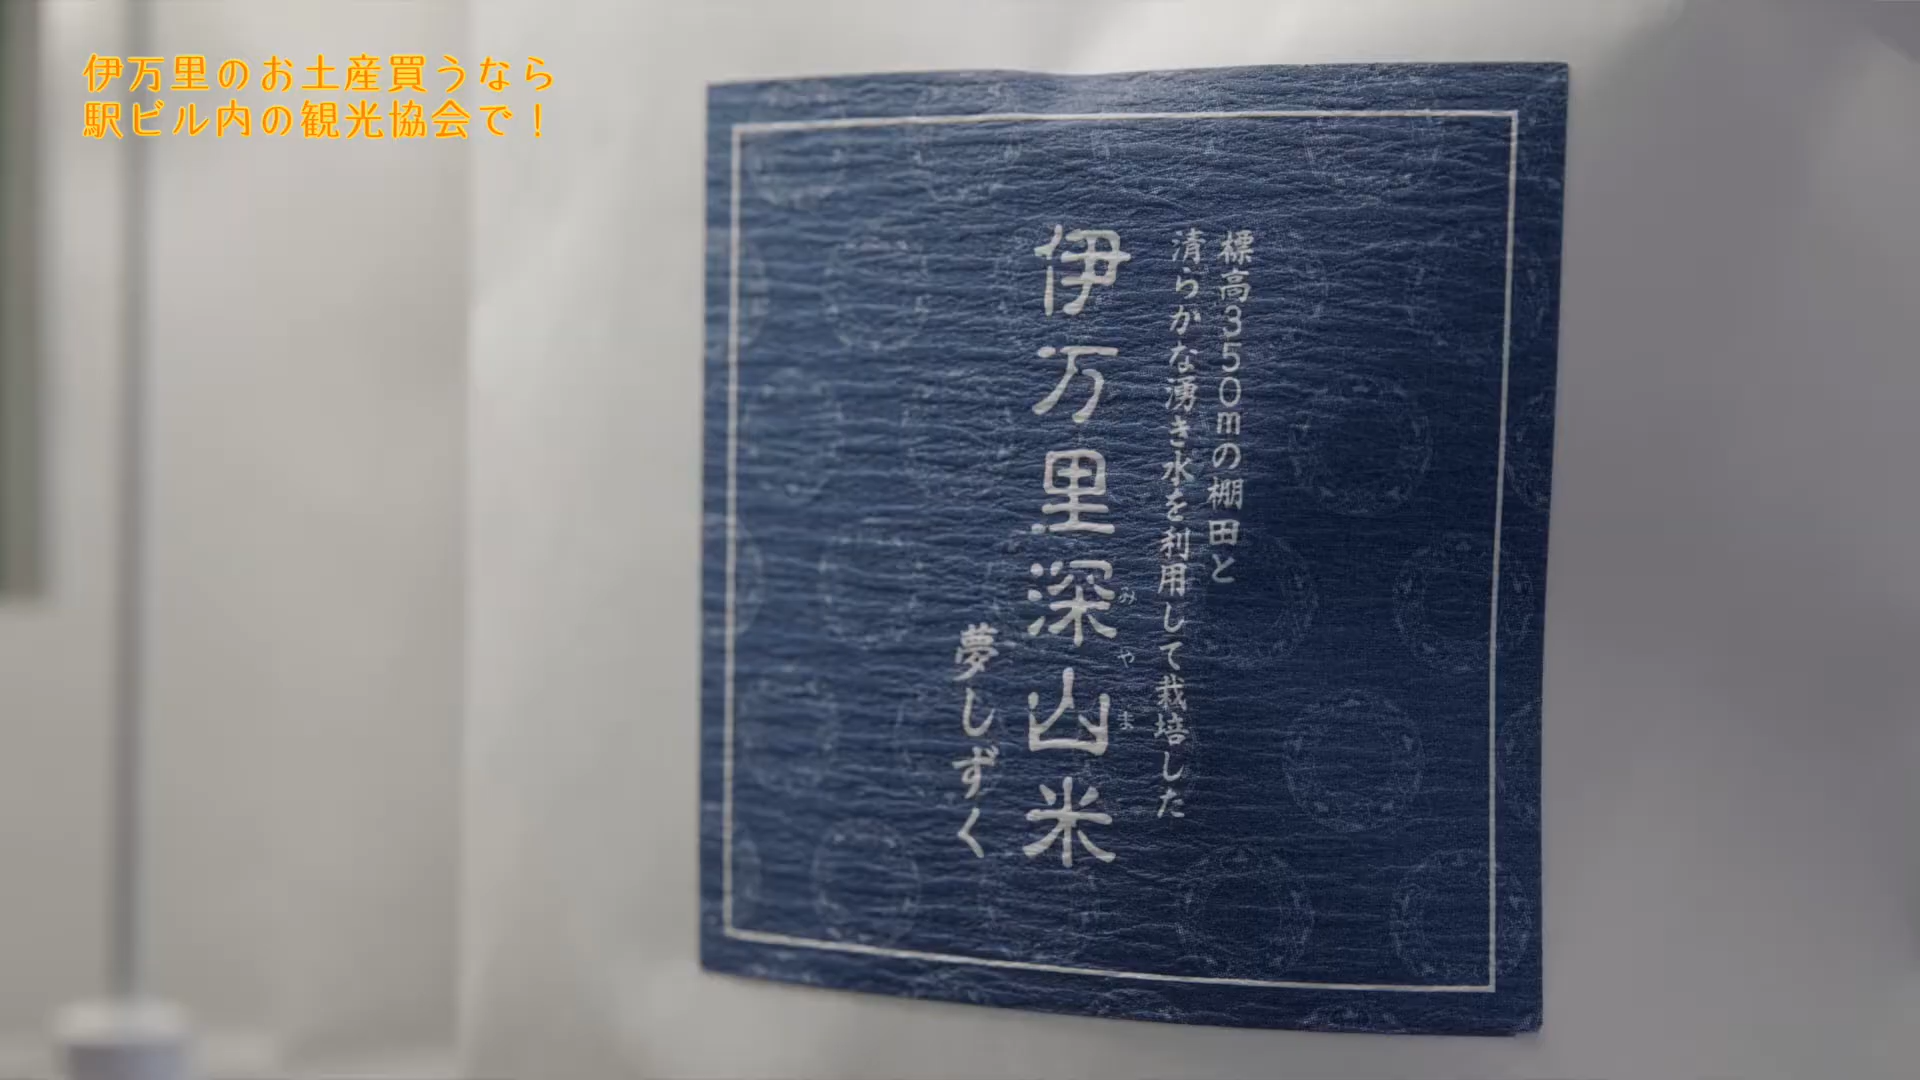 伊万里のお土産買うなら
駅ビル内の観光協会で！
標高350mの棚田と
清らかな湧き水を利用して栽培した
伊万里深山米
みやま
夢しずく